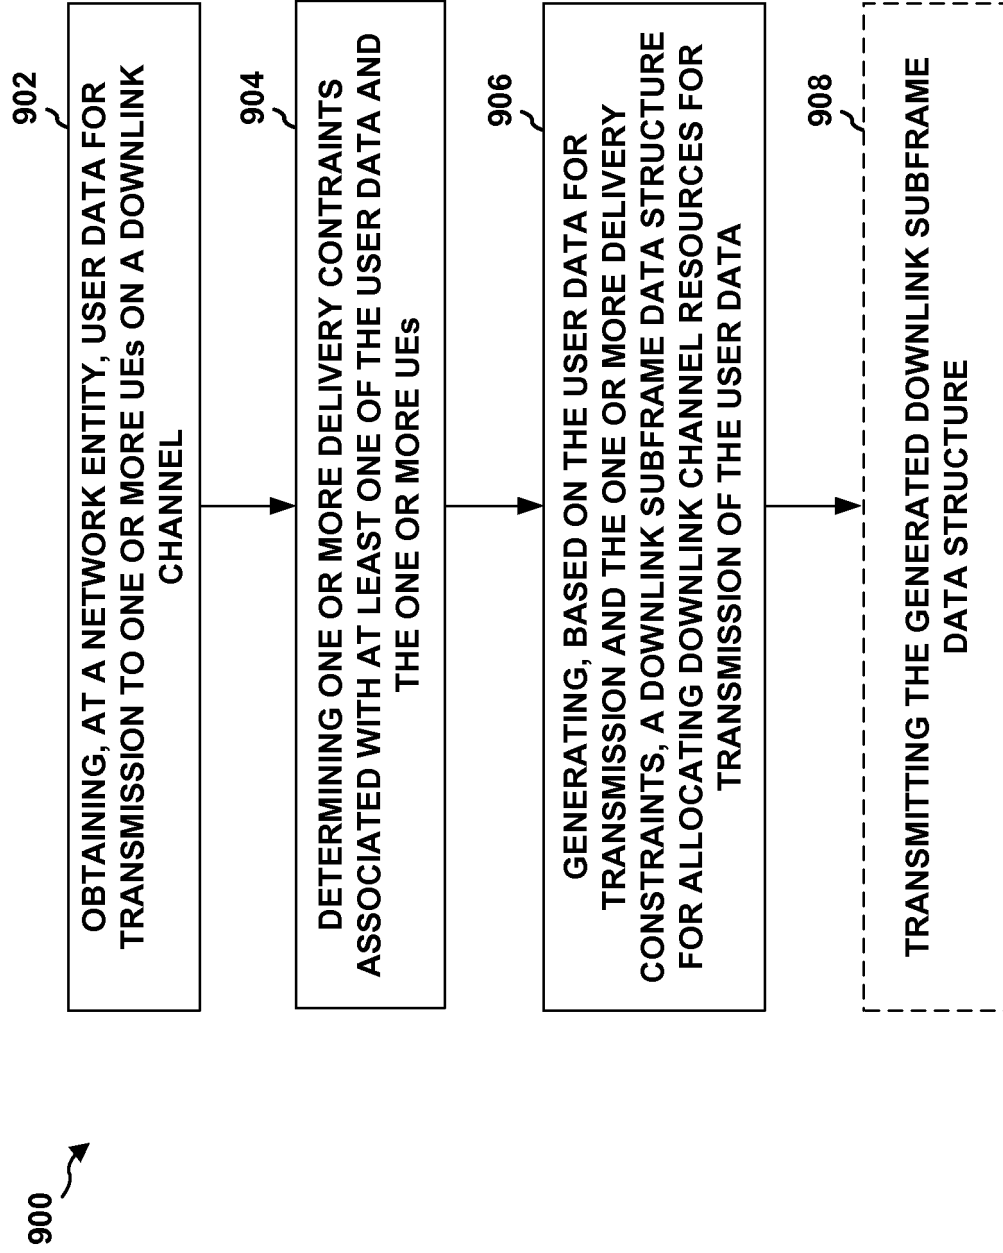 900
902
OBTAINING, AT A NETWORK ENTITY, USER DATA FOR
TRANSMISSION TO ONE OR MORE UEs ON A DOWNLINK
CHANNEL
904
DETERMINING ONE OR MORE DELIVERY CONTRAINTS
ASSOCIATED WITH AT LEAST ONE OF THE USER DATA AND
THE ONE OR MORE UEs
906
GENERATING, BASED ON THE USER DATA FOR
TRANSMISSION AND THE ONE OR MORE DELIVERY
CONSTRAINTS, A DOWNLINK SUBFRAME DATA STRUCTURE
FOR ALLOCATING DOWNLINK CHANNEL RESOURCES FOR
TRANSMISSION OF THE USER DATA
908
TRANSMITTING THE GENERATED DOWNLINK SUBFRAME
DATA STRUCTURE